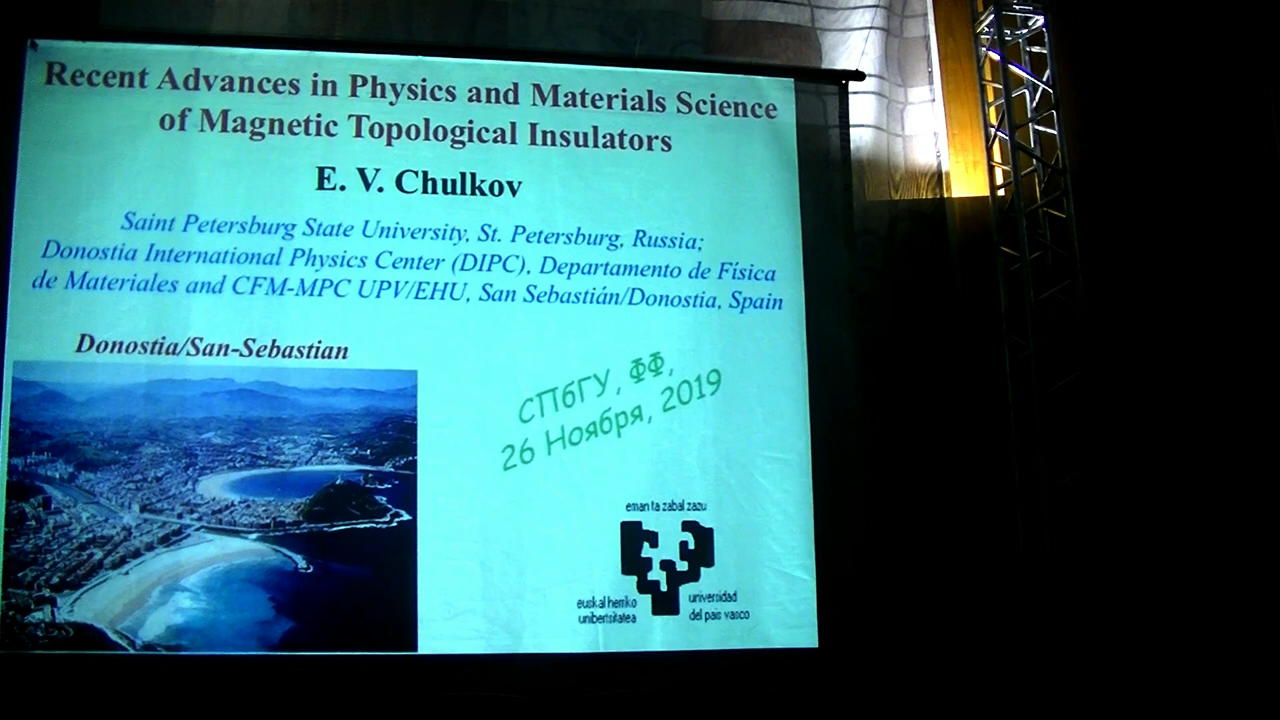 Recent Advances in Physics and Materials Science
of Magnetic Topological Insulators
E. V. Chulkov
Saint Petersburg State University, St. Petersburg, Russia;
Donostia International Physics Center (DIPC), Departamento de Física
de Materiales and CFM-MPC UPV/EHU, San Sebastián/Donostia, Spain
Donostia/San-Sebastian
СПбГУ, ФФ,
26 Ноября, 2019
eman ta zabal zazu
euskal herriko
unibertsitatea
universidad
del pais vasco